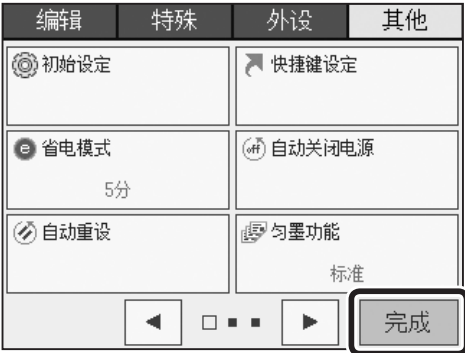 编辑 特殊 外设 其他
初始设定 快捷键设定
e 省电模式 off 自动关闭电源
5分
自动重设 匀墨功能
标准
完成